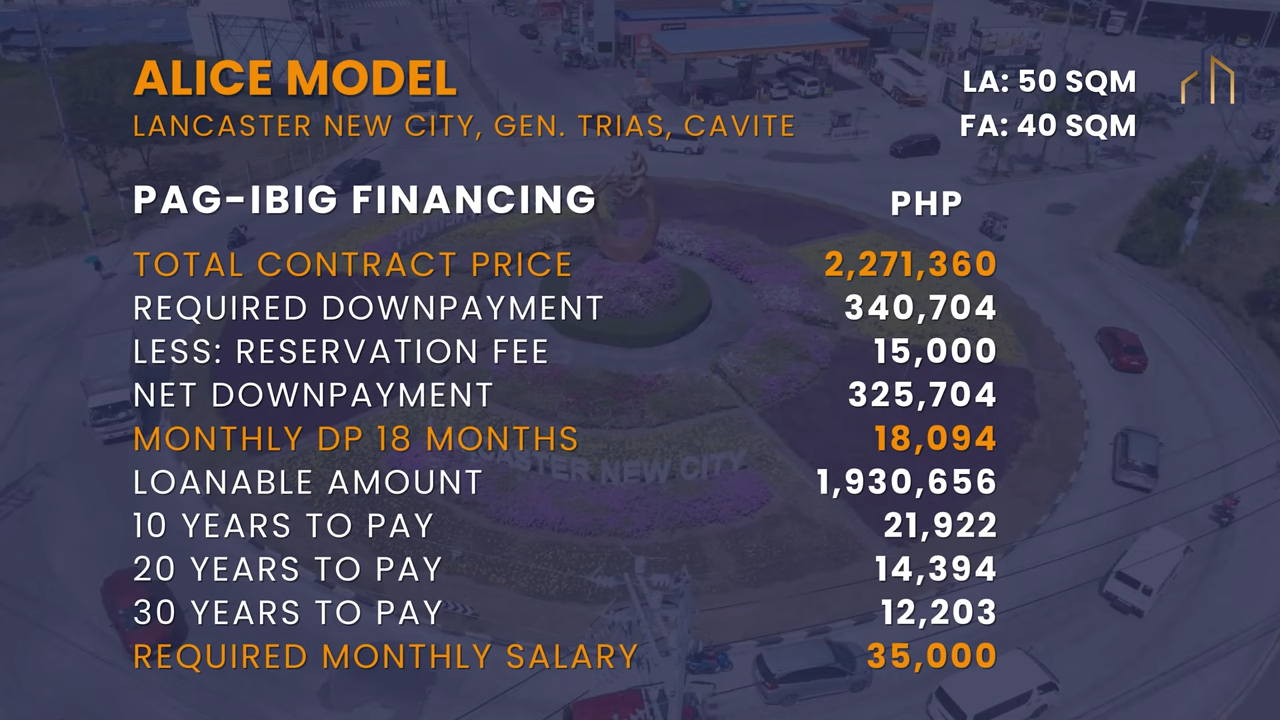 ALICE MODEL
LANCASTER NEW CITY, GEN. TRIAS, CAVITE
LA: 50 SQM
FA: 40 SQM
PAG-IBIG FINANCING PHP
TOTAL CONTRACT PRICE 2,271,360
REQUIRED DOWNPAYMENT 340,704
LESS: RESERVATION FEE 15,000
NET DOWNPAYMENT 325,704
MONTHLY DP 18 MONTHS 18,094
LOANABLE AMOUNT 1,930,656
10 YEARS TO PAY 21,922
20 YEARS TO PAY 14,394
30 YEARS TO PAY 12,203
REQUIRED MONTHLY SALARY 35,000
NEW CITY